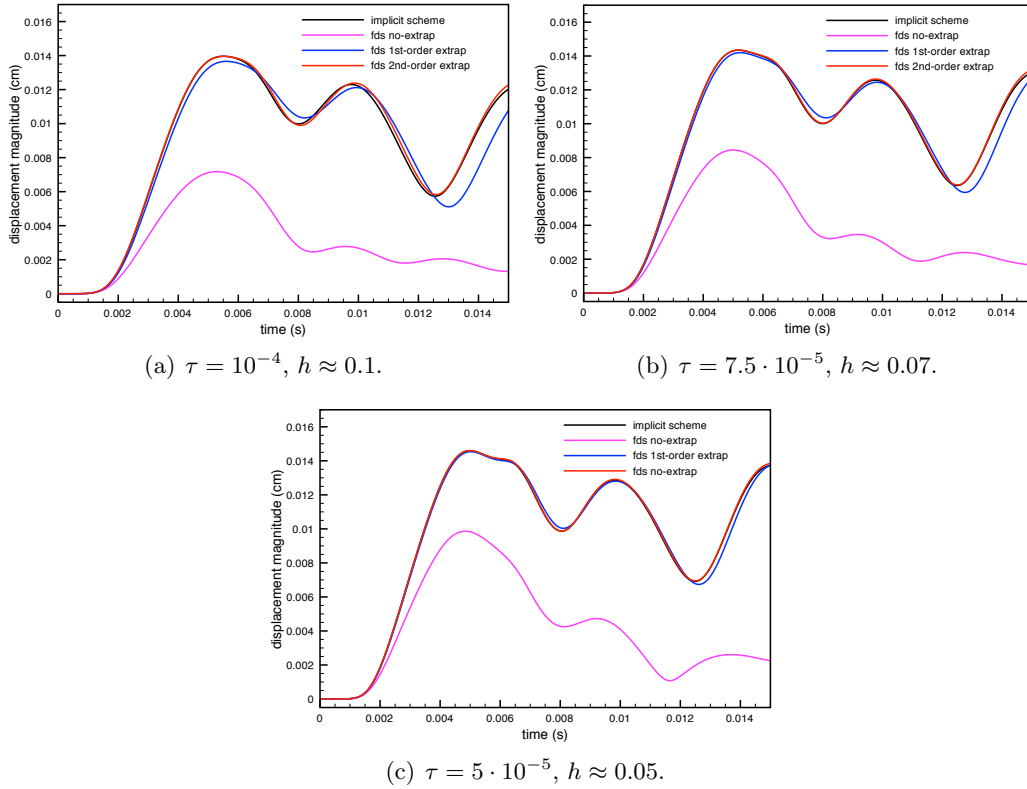 0.016
0.014
0.012
0.01
0.008
0.006
0.004
0.002
0
displacement magnitude (cm)
implicit scheme
fds no-extrap
fds 1st-order extrap
fds 2nd-order extrap
0 0.002 0.004 0.006 0.008 0.01 0.012 0.014
time (s)
(a) τ = 10⁻⁴, h ≈ 0.1.
0.016
0.014
0.012
0.01
0.008
0.006
0.004
0.002
0
displacement magnitude (cm)
implicit scheme
fds no-extrap
fds 1st-order extrap
fds 2nd-order extrap
0 0.002 0.004 0.006 0.008 0.01 0.012 0.014
time (s)
(b) τ = 7.5 · 10⁻⁵, h ≈ 0.07.
0.016
0.014
0.012
0.01
0.008
0.006
0.004
0.002
0
displacement magnitude (cm)
implicit scheme
fds no-extrap
fds 1st-order extrap
fds no-extrap
0 0.002 0.004 0.006 0.008 0.01 0.012 0.014
time (s)
(c) τ = 5 · 10⁻⁵, h ≈ 0.05.